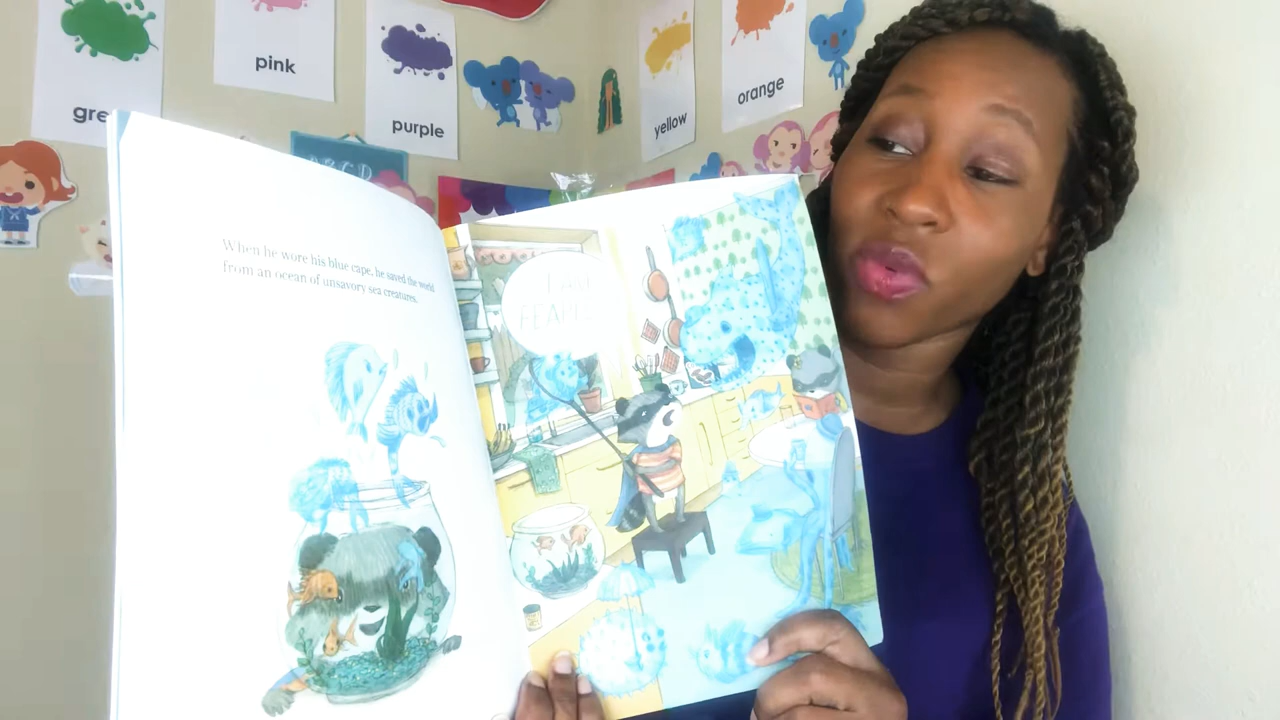 pink
purple
yellow
orange
When he wore his blue cape, he saved the world
from an ocean of unsavory sea creatures.
I AM